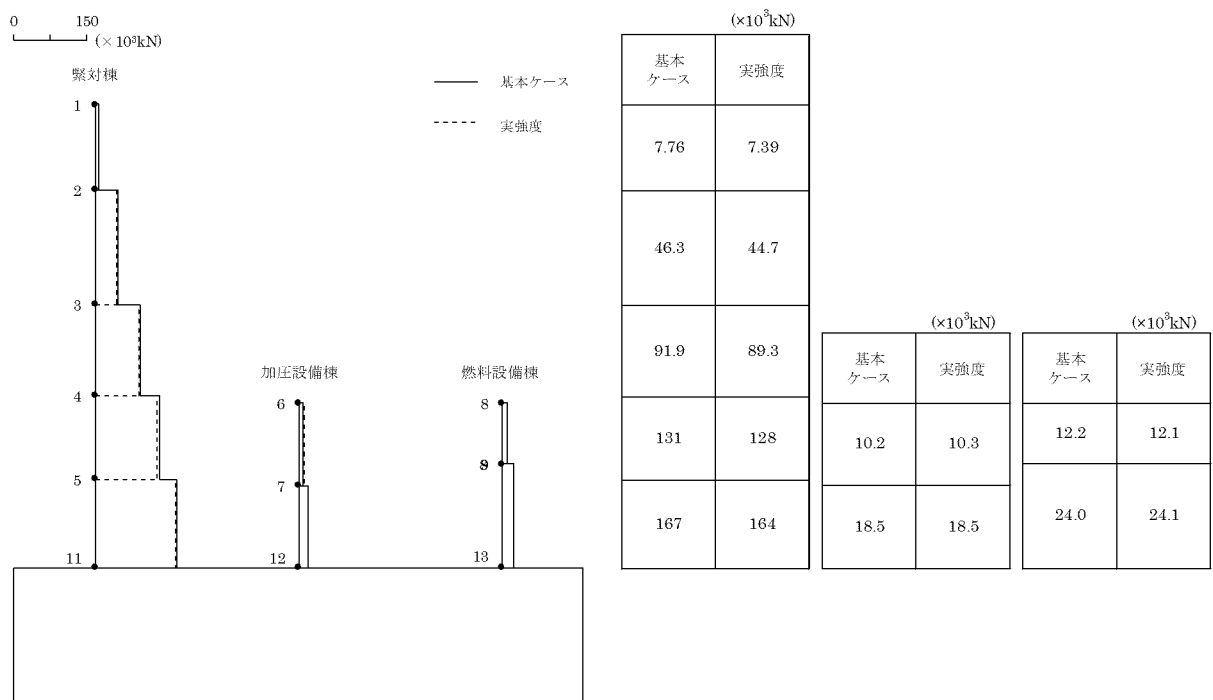 0 150
(×10³kN)
緊対棟
基本ケース
実強度
1
2
3
4
5
11
加圧設備棟
6
7
12
燃料設備棟
8
9
13
(×10³kN)
基本
ケース 実強度
7.76 7.39
46.3 44.7
91.9 89.3
131 128
167 164
(×10³kN)
基本
ケース 実強度
10.2 10.3
18.5 18.5
(×10³kN)
基本
ケース 実強度
12.2 12.1
24.0 24.1